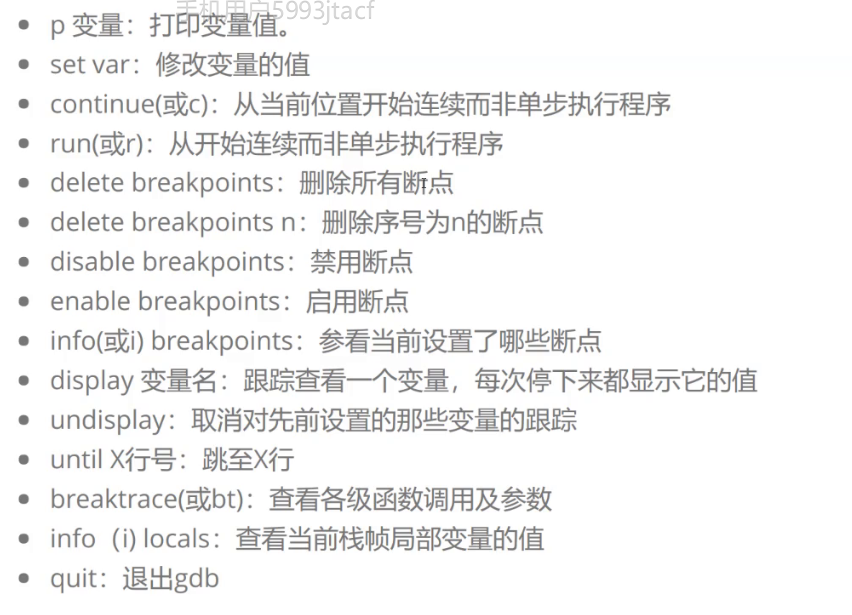 手机用户5993jtacf
p 变量：打印变量值。
set var：修改变量的值
continue(或c)：从当前位置开始连续而非单步执行程序
run(或r)：从开始连续而非单步执行程序
delete breakpoints：删除所有断点
delete breakpoints n：删除序号为n的断点
disable breakpoints：禁用断点
enable breakpoints：启用断点
info(或i) breakpoints：参看当前设置了哪些断点
display 变量名：跟踪查看一个变量，每次停下来都显示它的值
undisplay：取消对先前设置的那些变量的跟踪
until X行号：跳至X行
breaktrace(或bt)：查看各级函数调用及参数
info（i) locals：查看当前栈帧局部变量的值
quit：退出gdb